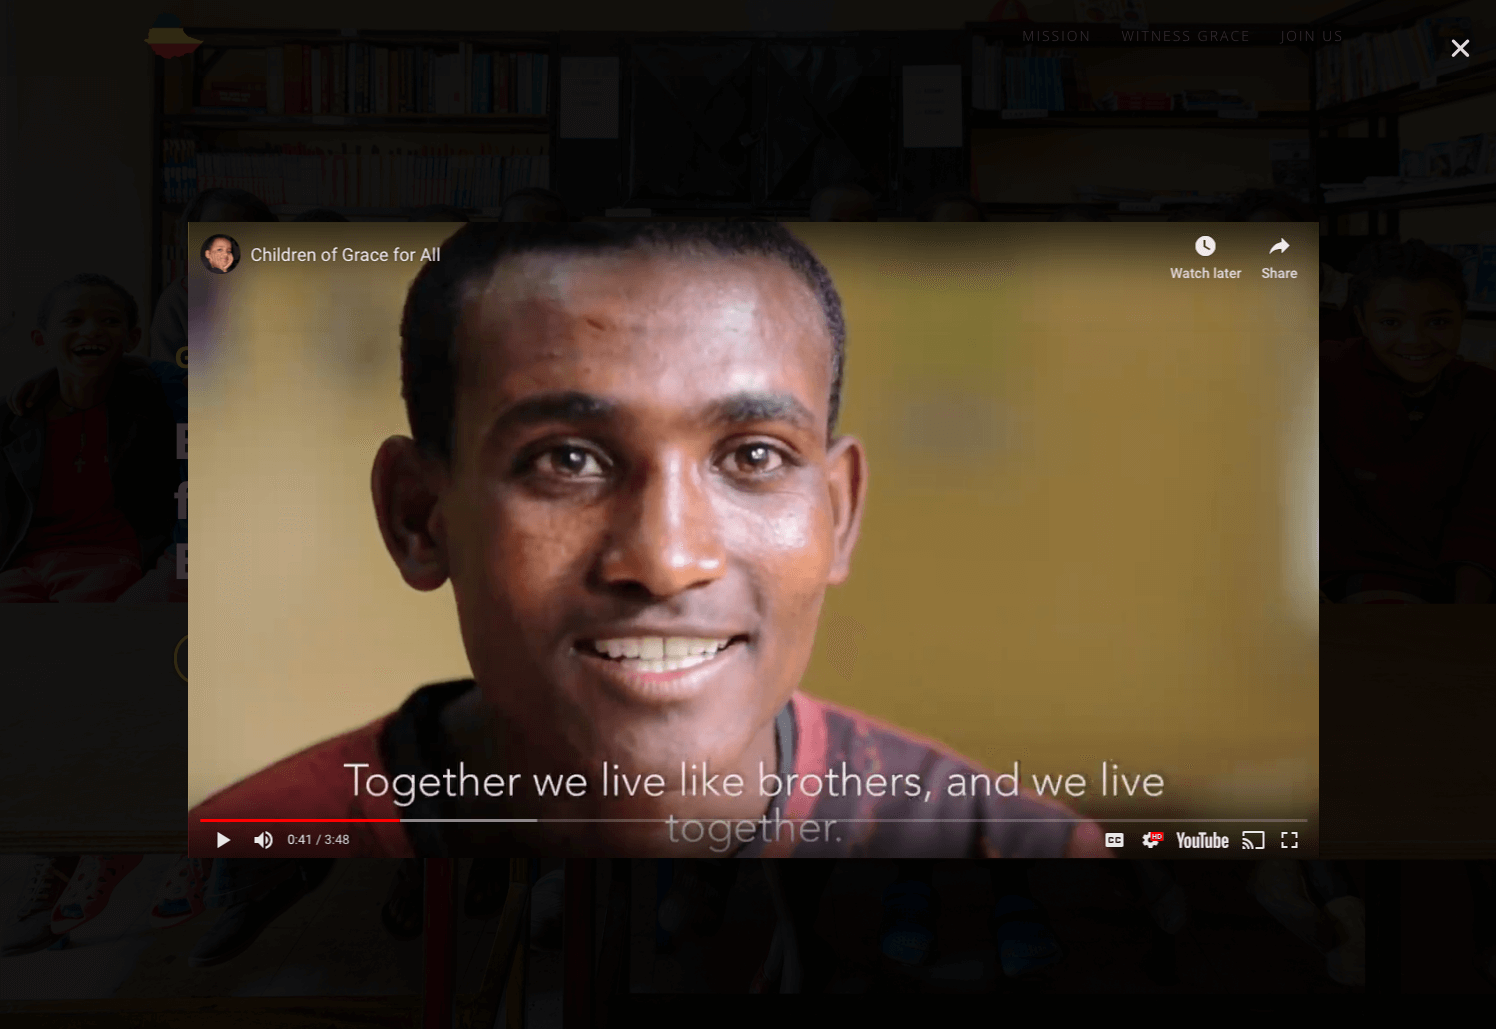 MISSION WITNESS GRACE JOIN US
Children of Grace for All
Watch later Share
Together we live like brothers, and we live
together.
0:41 / 3:48
CC HD YouTube